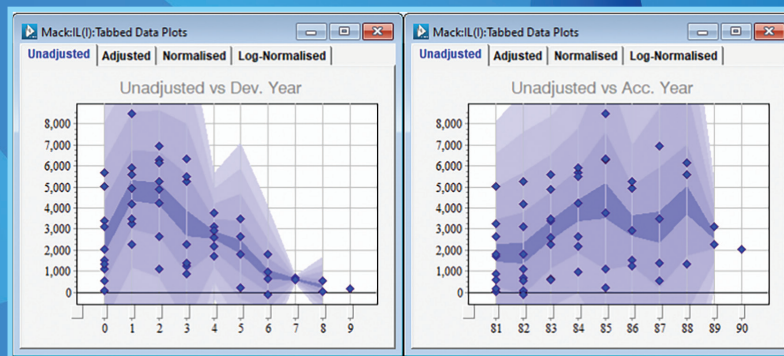 Mack:IL(I):Tabbed Data Plots
Unadjusted Adjusted Normalised Log-Normalised
Unadjusted vs Dev. Year
8,000
7,000
6,000
5,000
4,000
3,000
2,000
1,000
0
0 1 2 3 4 5 6 7 8 9
Mack:IL(I):Tabbed Data Plots
Unadjusted Adjusted Normalised Log-Normalised
Unadjusted vs Acc. Year
8,000
7,000
6,000
5,000
4,000
3,000
2,000
1,000
0
81 82 83 84 85 86 87 88 89 90